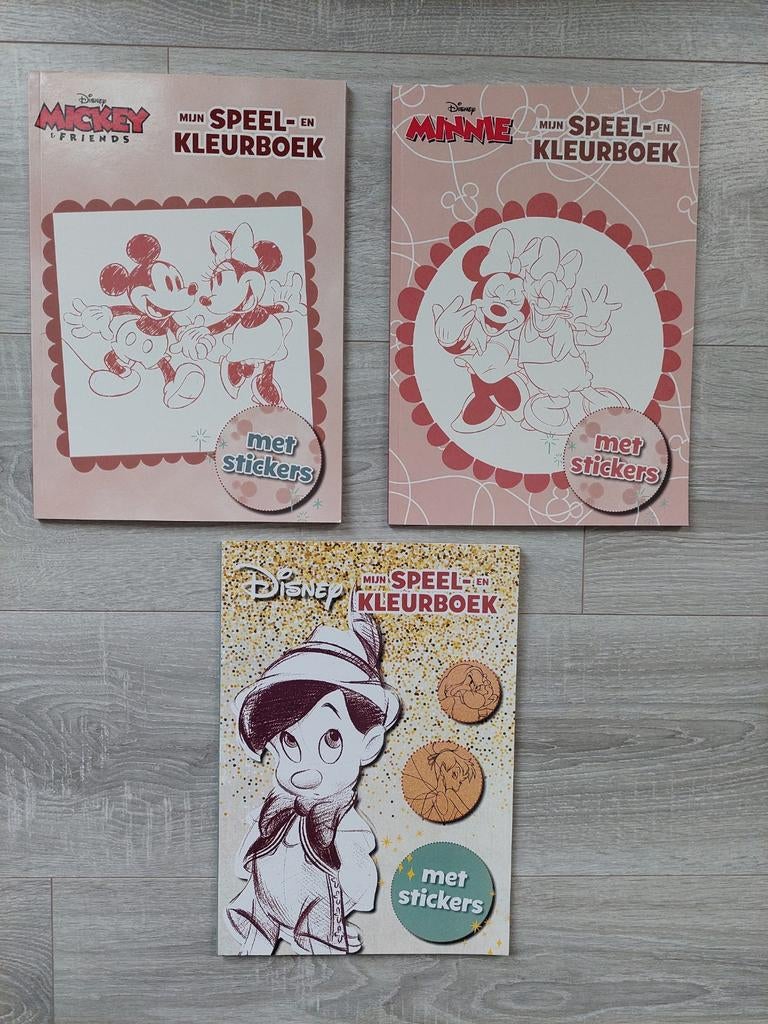 Disney
MICKEY
& FRIENDS
MIJN SPEEL- EN
KLEURBOEK
met
stickers
Disney
MINNIE
MIJN SPEEL- EN
KLEURBOEK
met
stickers
Disney
MIJN SPEEL- EN
KLEURBOEK
met
stickers